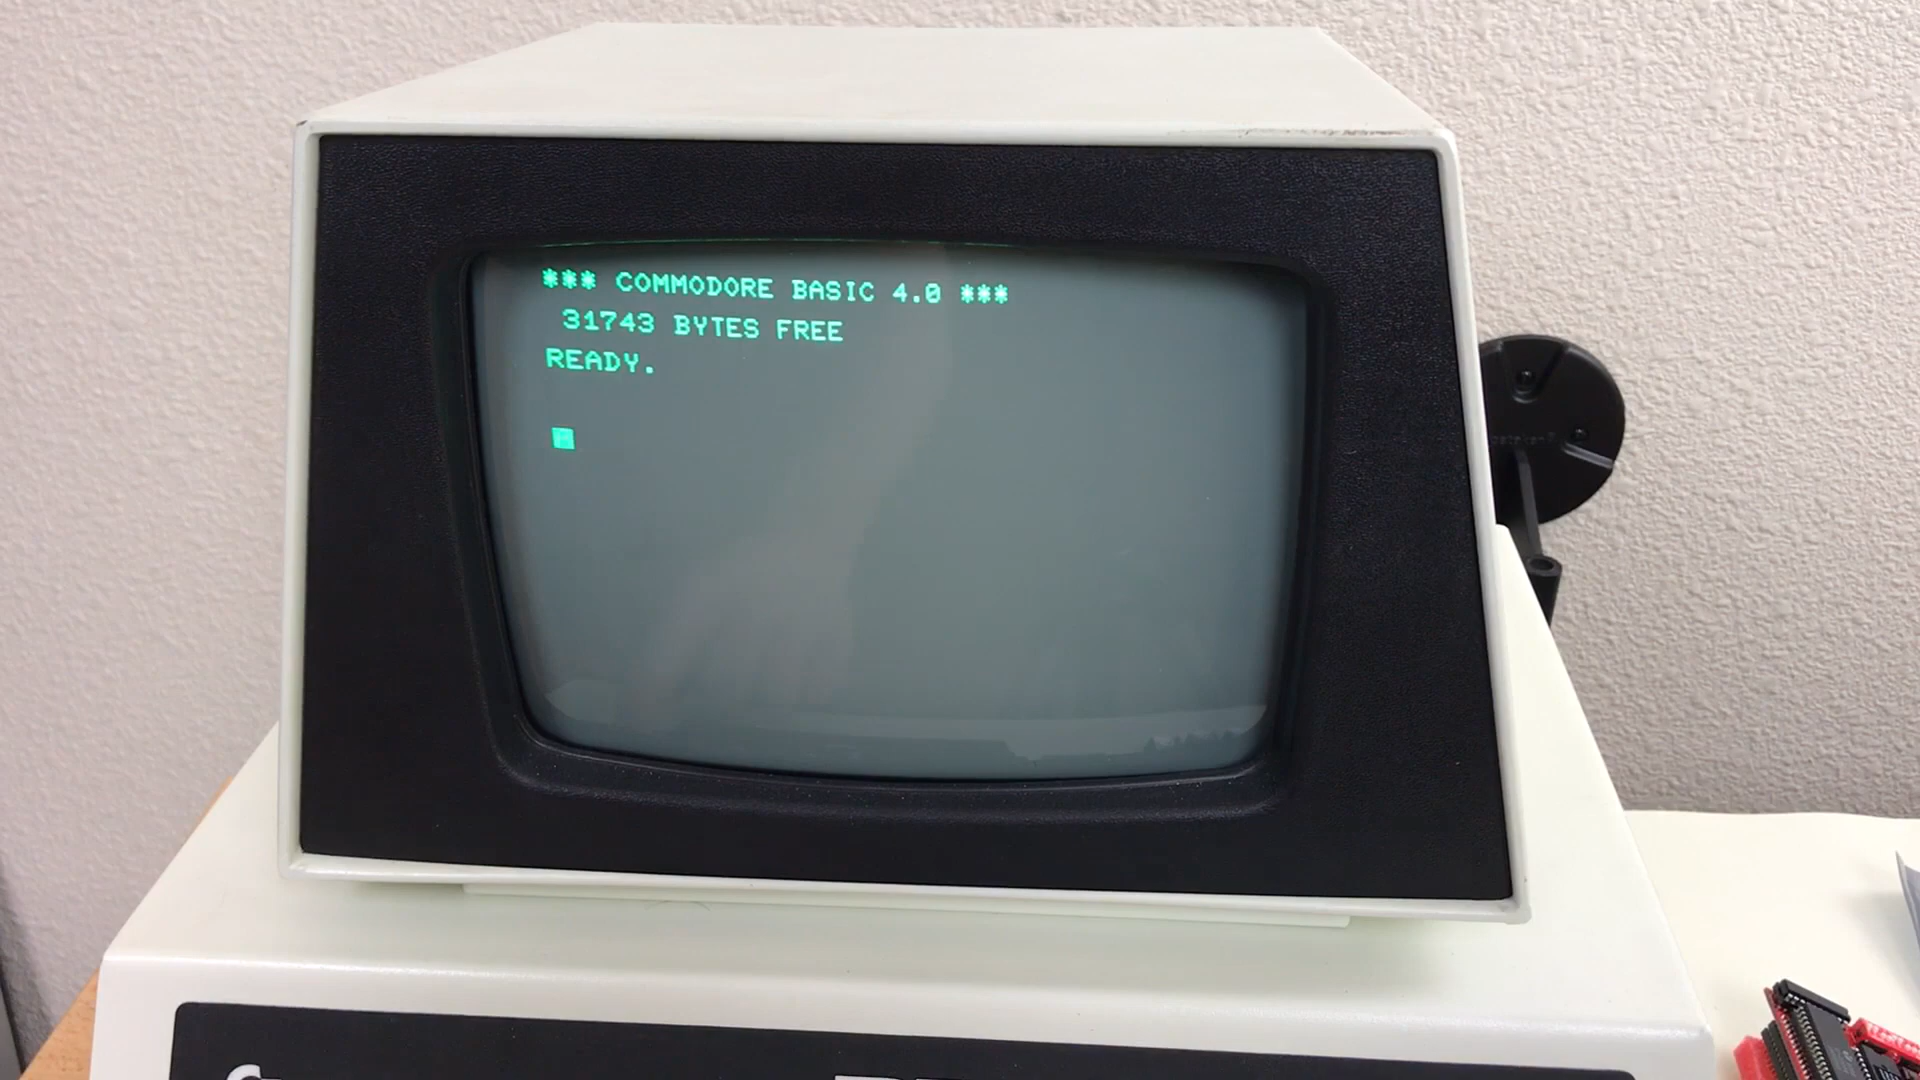 *** COMMODORE BASIC 4.0 ***
31743 BYTES FREE
READY.